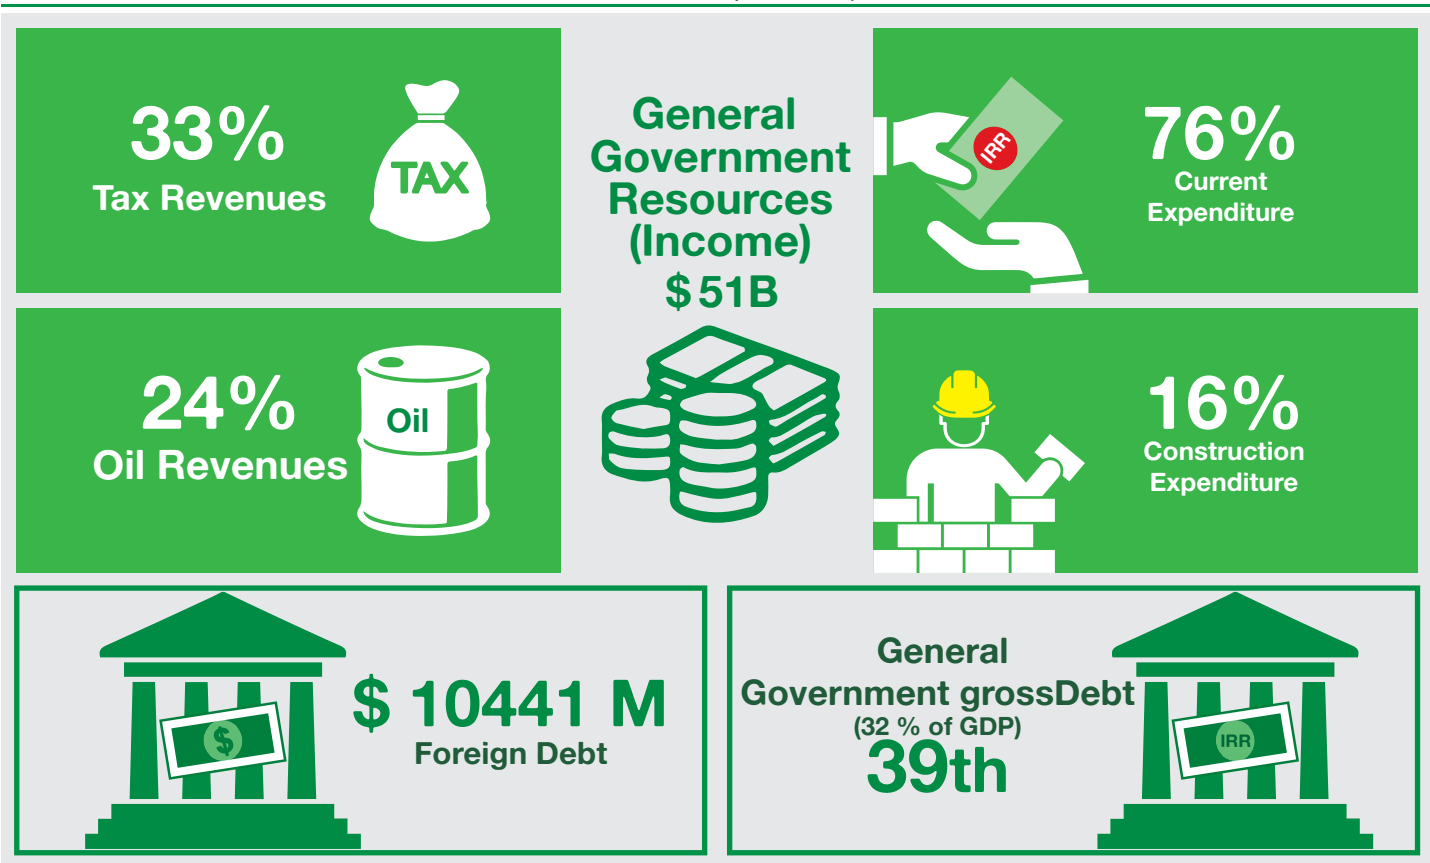 33%
Tax Revenues
TAX
General
Government
Resources
(Income)
$ 51B
IRR
76%
Current
Expenditure
24%
Oil Revenues
Oil
16%
Construction
Expenditure
$
$ 10441 M
Foreign Debt
General
Government grossDebt
(32 % of GDP)
39th
IRR